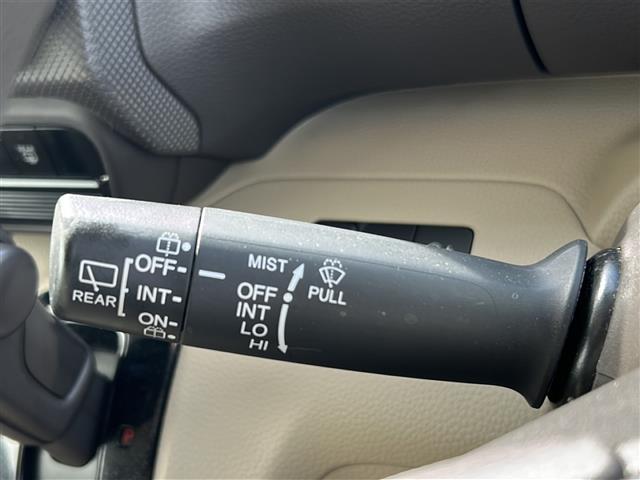 REAR
OFF
INT
ON
MIST
OFF
INT
LO
HI
PULL